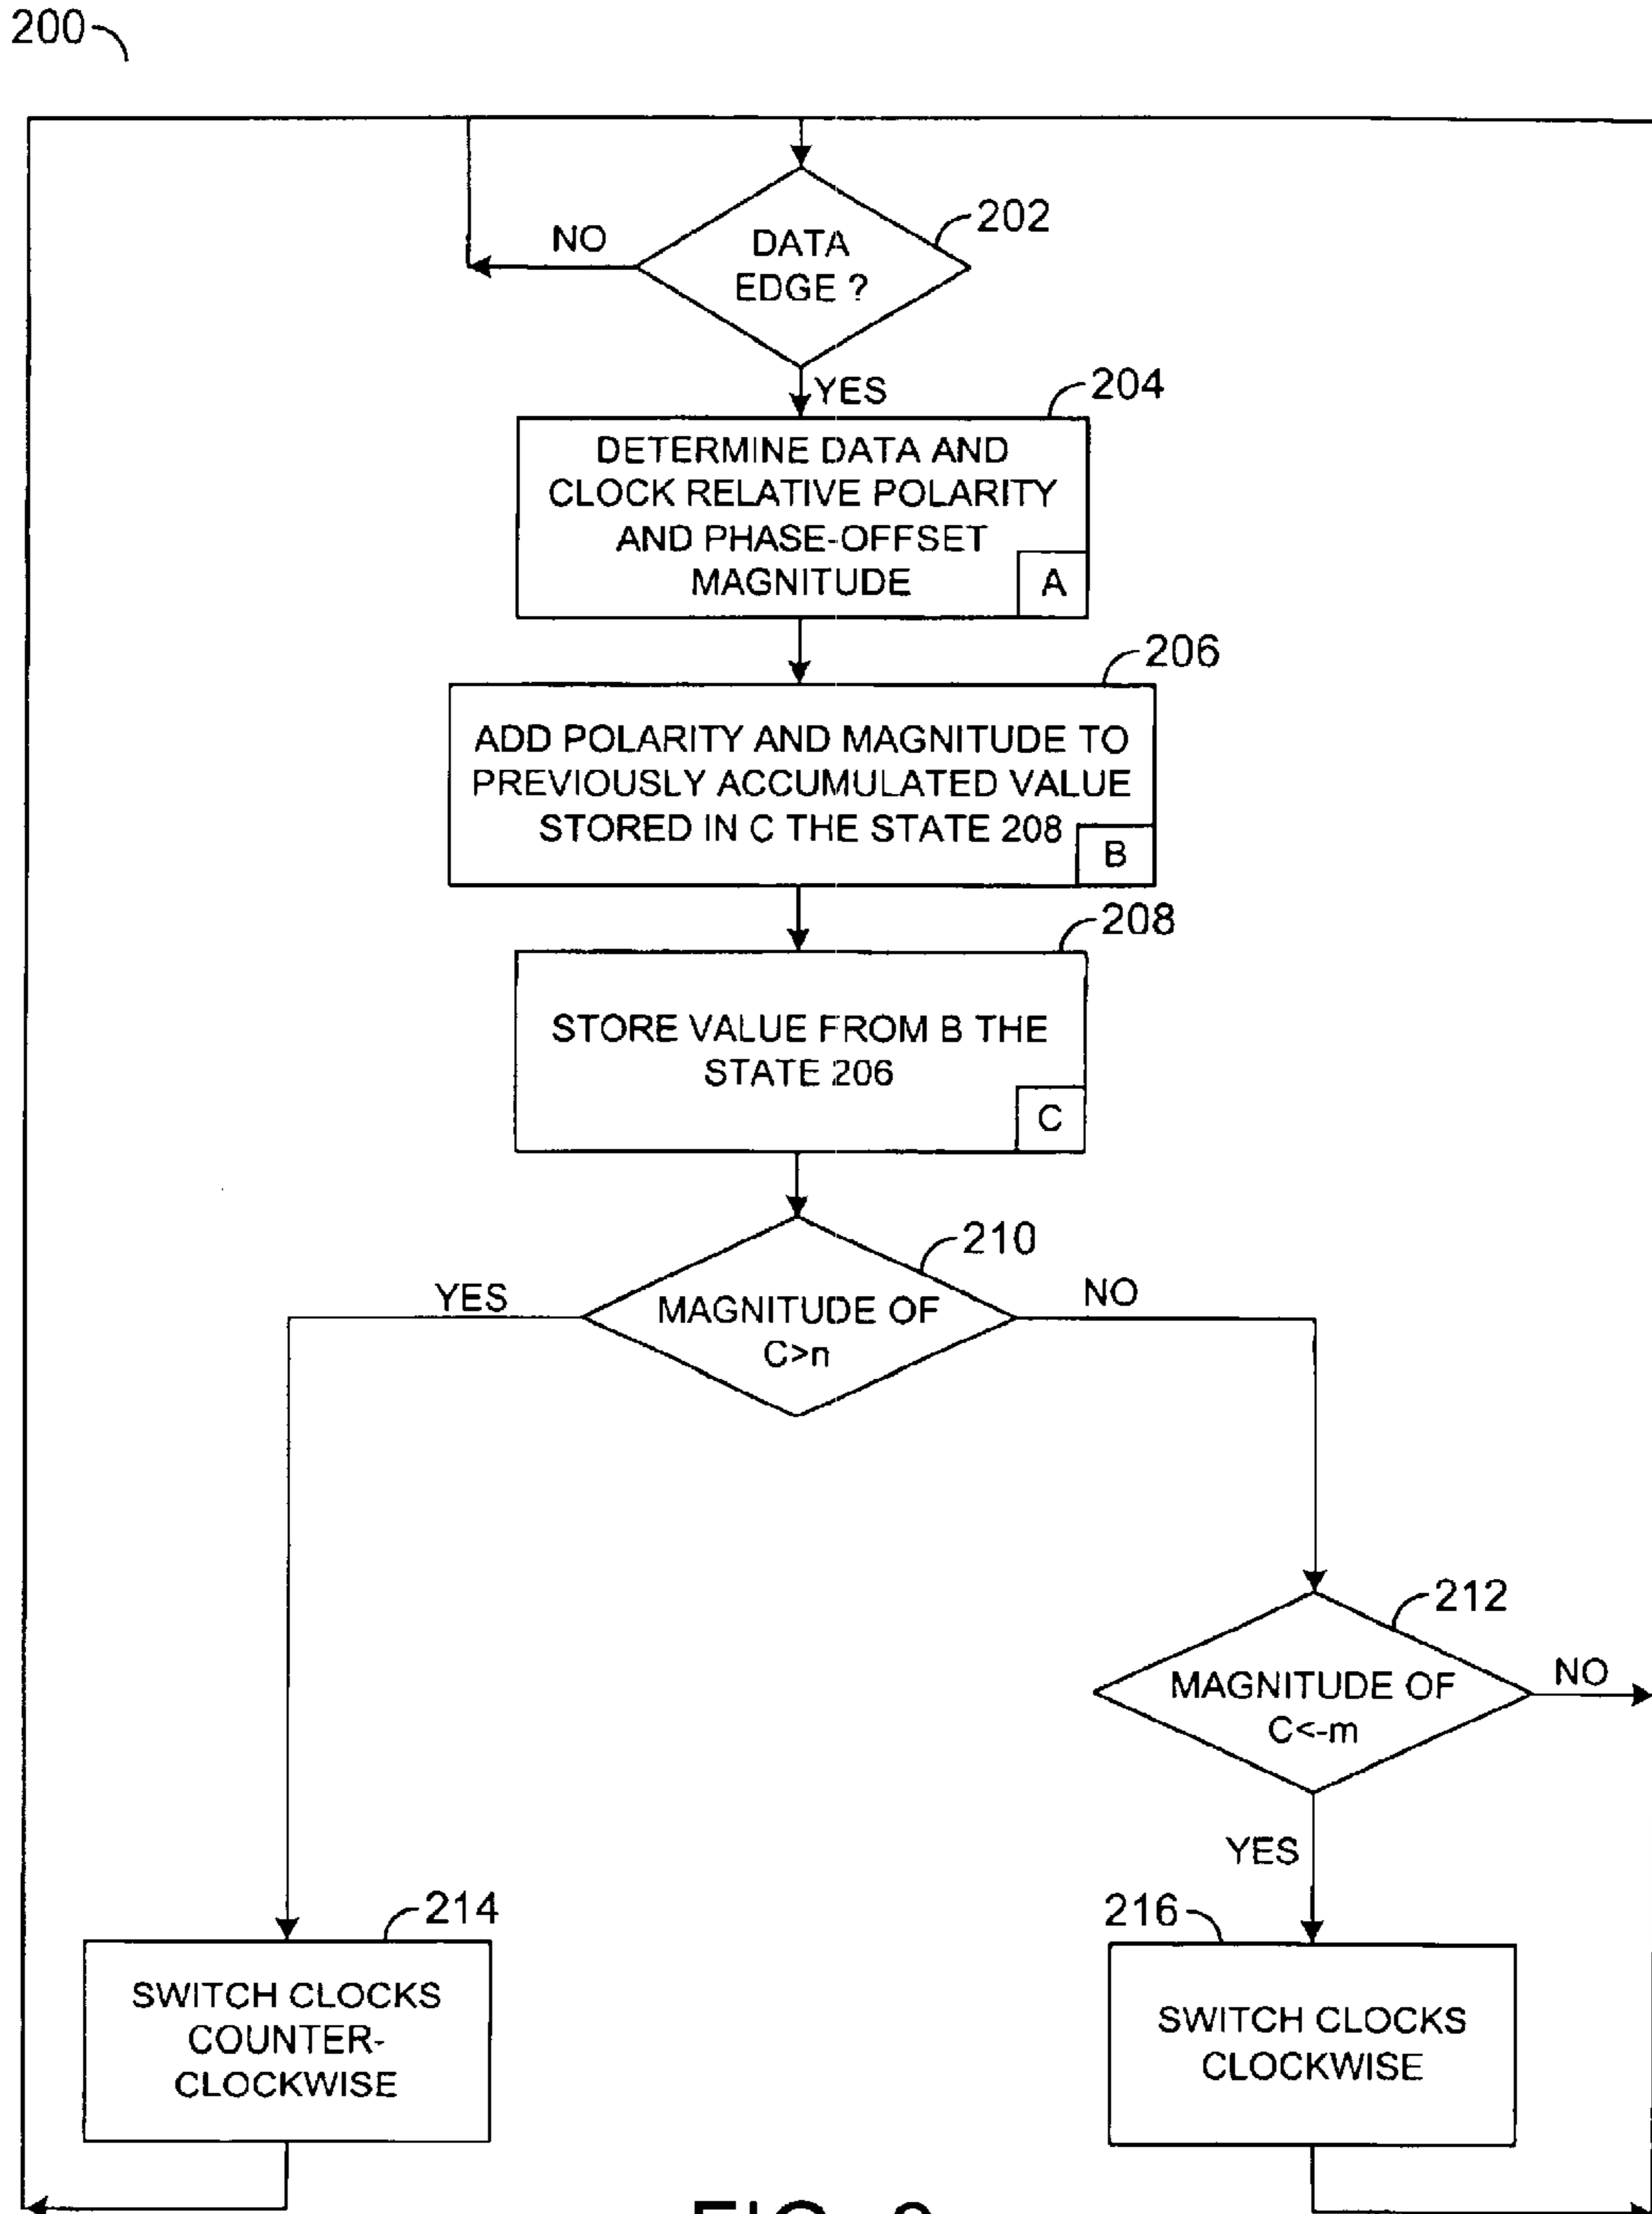 200
202
NO
DATA
EDGE ?
YES
204
DETERMINE DATA AND
CLOCK RELATIVE POLARITY
AND PHASE-OFFSET
MAGNITUDE
A
206
ADD POLARITY AND MAGNITUDE TO
PREVIOUSLY ACCUMULATED VALUE
STORED IN C THE STATE 208
B
208
STORE VALUE FROM B THE
STATE 206
C
210
YES
NO
MAGNITUDE OF
C>n
212
MAGNITUDE OF
C<-m
NO
YES
214
SWITCH CLOCKS
COUNTER-
CLOCKWISE
216
SWITCH CLOCKS
CLOCKWISE
FIG.